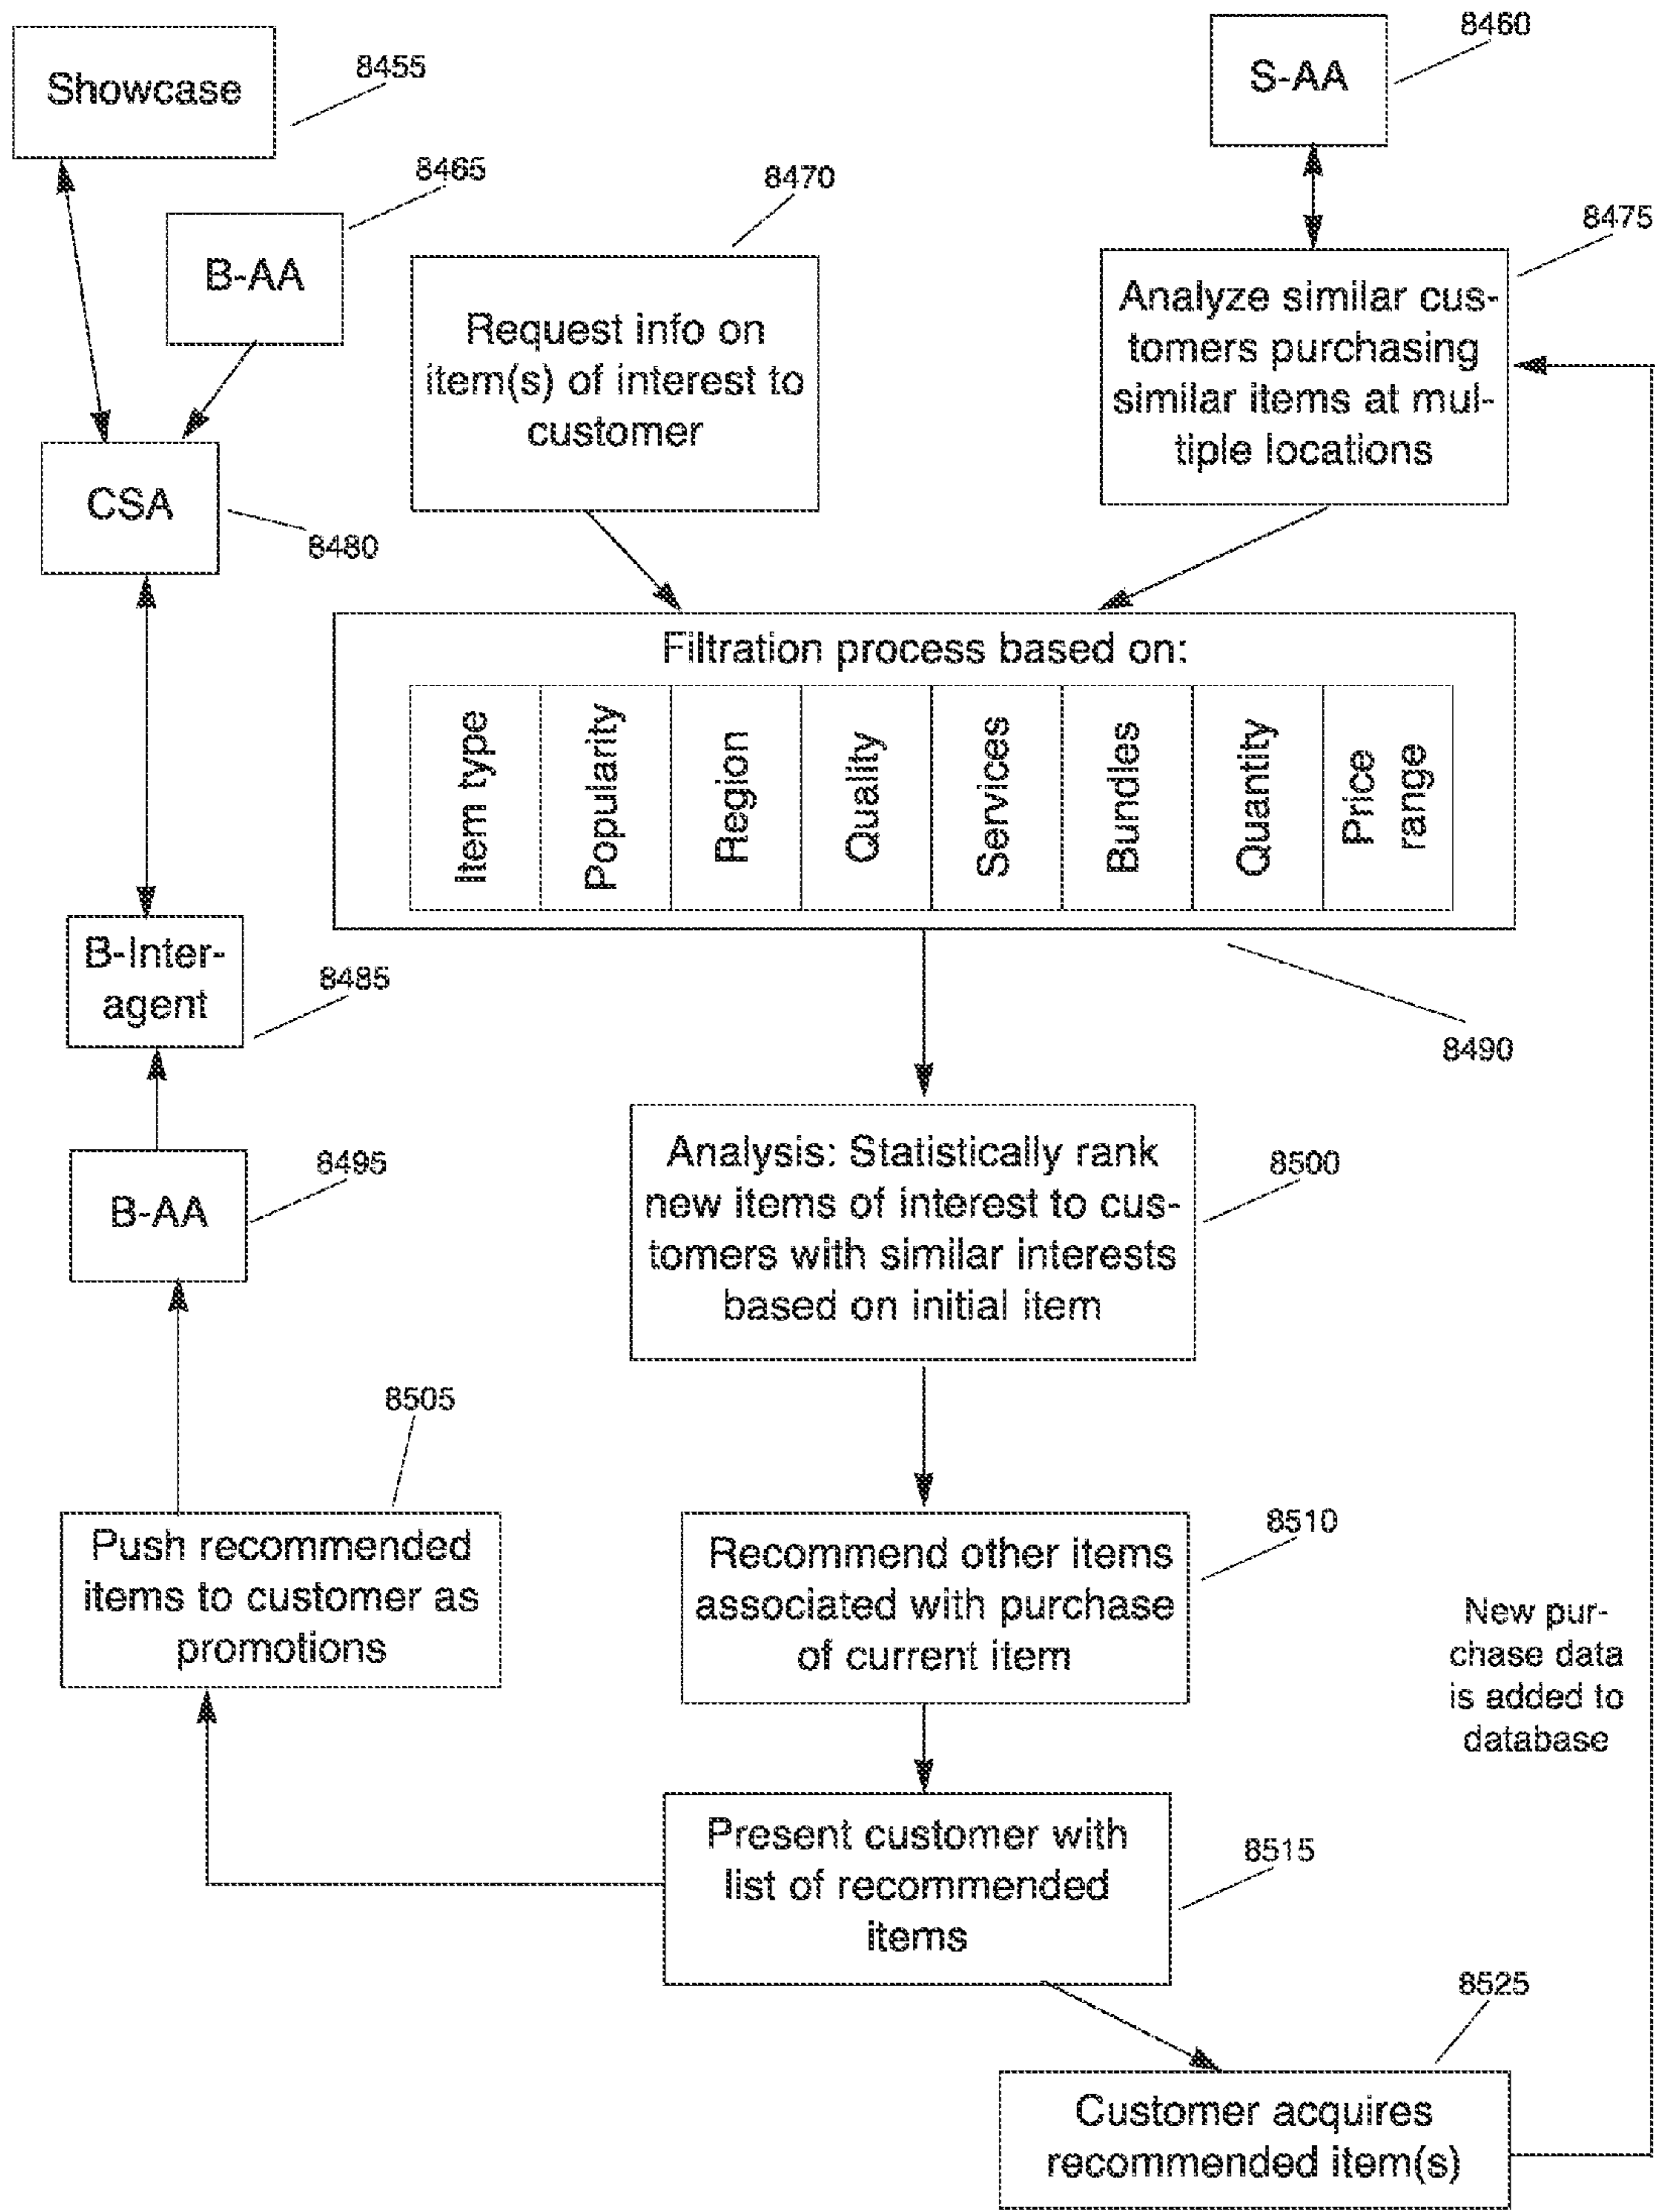 8460
Showcase
8455
S-AA
8465
8470
B-AA
8475
Request info on
item(s) of interest to
customer
Analyze similar cus-
tomers purchasing
similar items at mul-
tiple locations
CSA
8480
Filtration process based on:
Item type
Popularity
Region
Quality
Services
Bundles
Quantity
Price
range
B-Inter-
agent
8485
8490
B-AA
8495
Analysis: Statistically rank
new items of interest to cus-
tomers with similar interests
based on initial item
8500
8505
Push recommended
items to customer as
promotions
Recommend other items
associated with purchase
of current item
8510
New pur-
chase data
is added to
database
Present customer with
list of recommended
items
8515
8525
Customer acquires
recommended item(s)